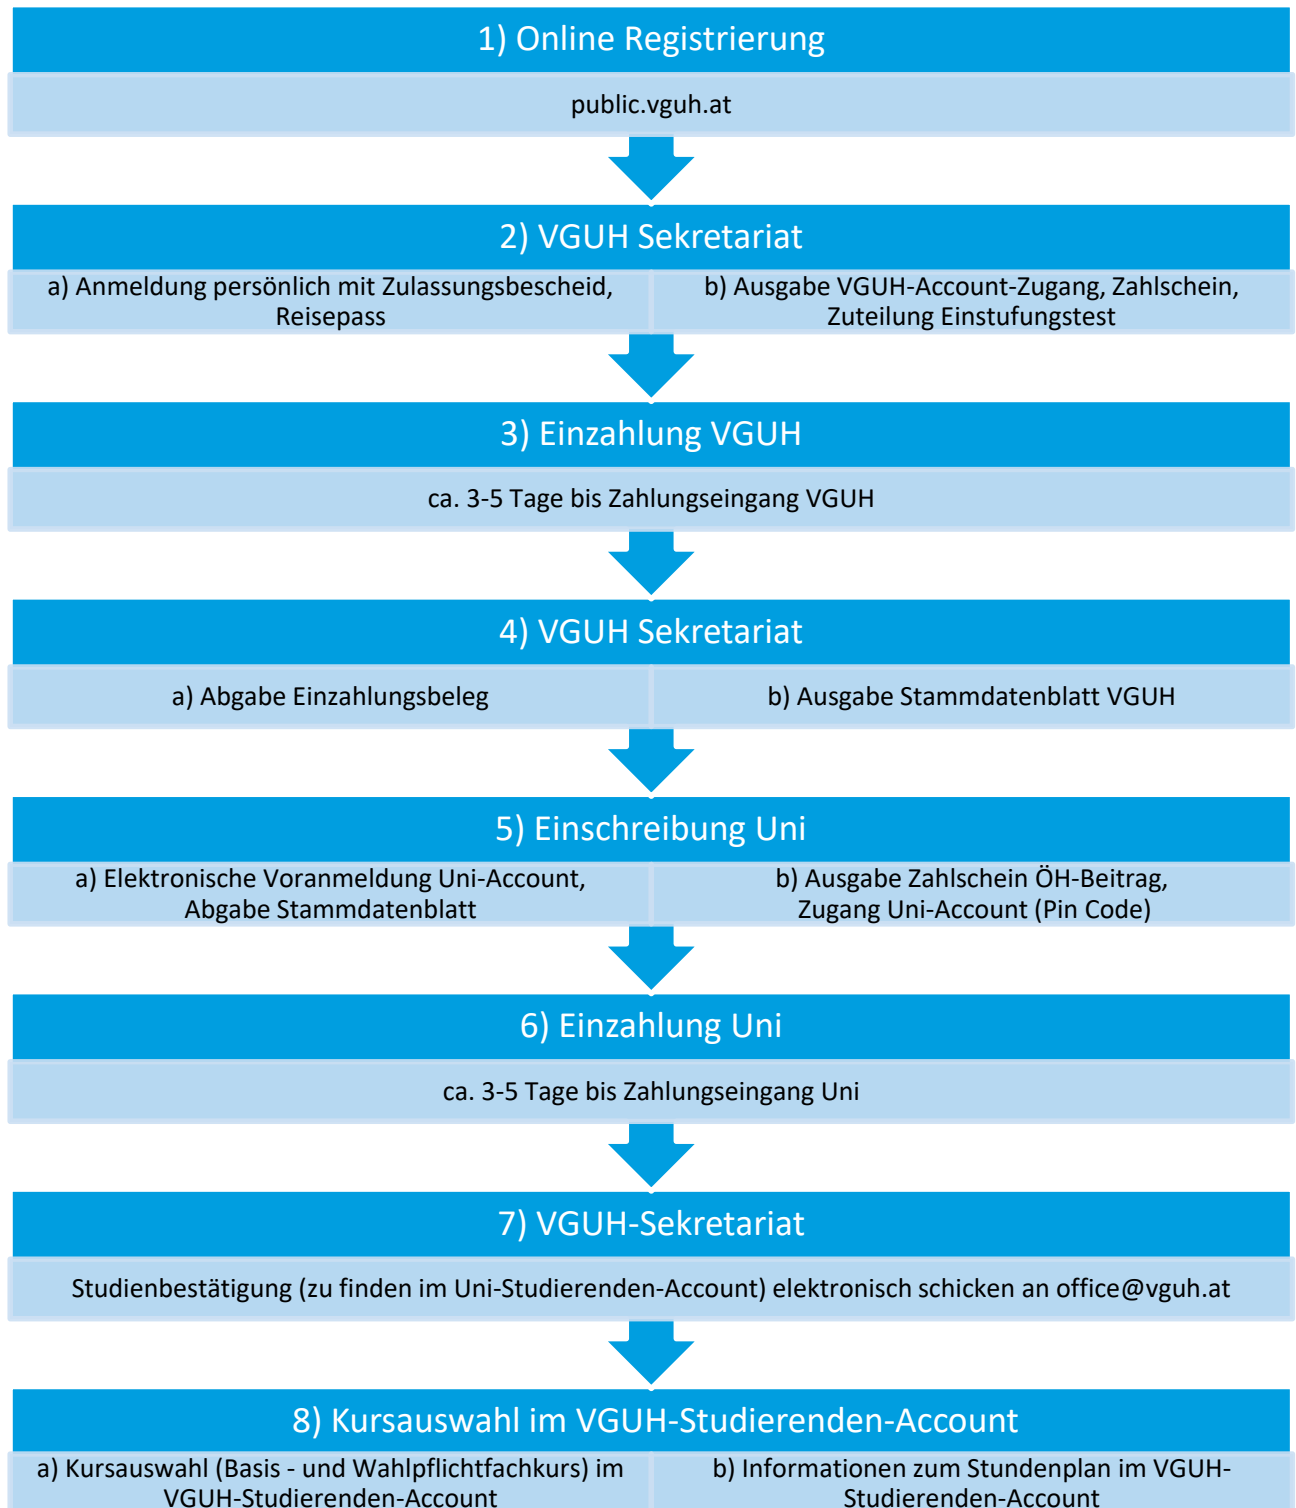 1) Online Registrierung
public.vguh.at
2) VGUH Sekretariat
a) Anmeldung persönlich mit Zulassungsbescheid,
Reisepass
b) Ausgabe VGUH-Account-Zugang, Zahlschein,
Zuteilung Einstufungstest
3) Einzahlung VGUH
ca. 3-5 Tage bis Zahlungseingang VGUH
4) VGUH Sekretariat
a) Abgabe Einzahlungsbeleg
b) Ausgabe Stammdatenblatt VGUH
5) Einschreibung Uni
a) Elektronische Voranmeldung Uni-Account,
Abgabe Stammdatenblatt
b) Ausgabe Zahlschein ÖH-Beitrag,
Zugang Uni-Account (Pin Code)
6) Einzahlung Uni
ca. 3-5 Tage bis Zahlungseingang Uni
7) VGUH-Sekretariat
Studienbestätigung (zu finden im Uni-Studierenden-Account) elektronisch schicken an office@vguh.at
8) Kursauswahl im VGUH-Studierenden-Account
a) Kursauswahl (Basis - und Wahlpflichtfachkurs) im
VGUH-Studierenden-Account
b) Informationen zum Stundenplan im VGUH-
Studierenden-Account